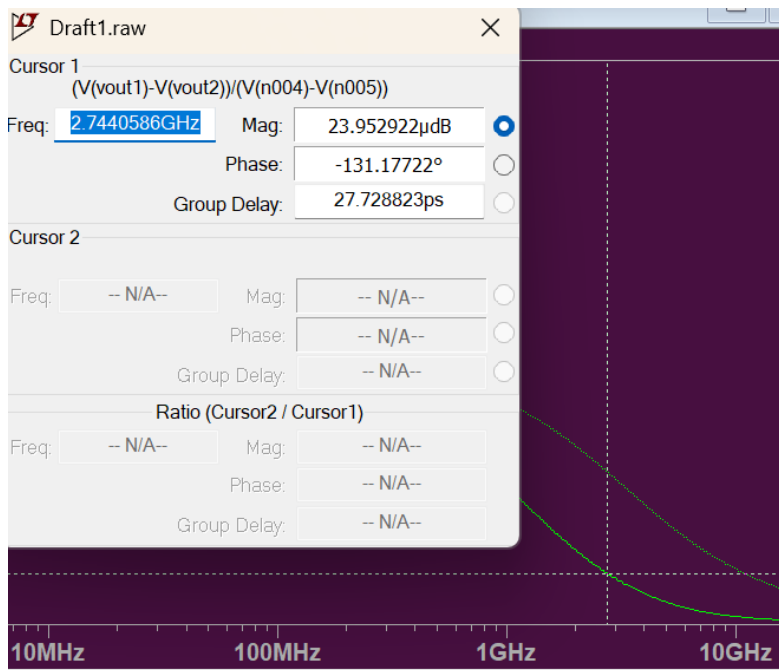 Draft1.raw
Cursor 1
(V(vout1)-V(vout2))/(V(n004)-V(n005))
Freq: 2.7440586GHz Mag: 23.952922µdB
Phase: -131.17722°
Group Delay: 27.728823ps
Cursor 2
Freq: -- N/A-- Mag: -- N/A--
Phase: -- N/A--
Group Delay: -- N/A--
Ratio (Cursor2 / Cursor1)
Freq: -- N/A-- Mag: -- N/A--
Phase: -- N/A--
Group Delay: -- N/A--
10MHz 100MHz 1GHz 10GHz